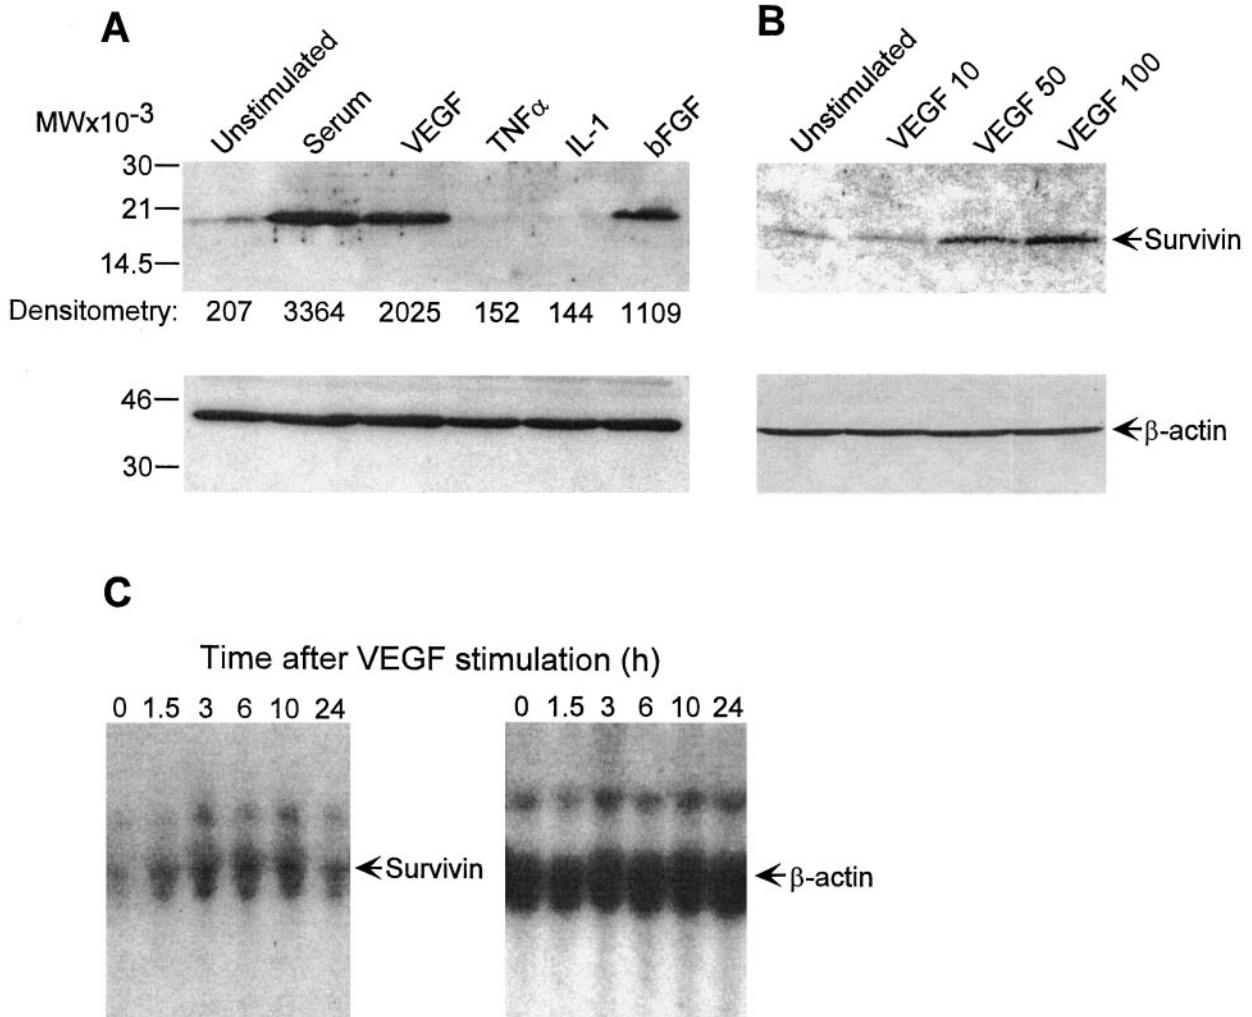 A
MWx10-3
Unstimulated
Serum
VEGF
TNFα
IL-1
bFGF
30
21
14.5
Densitometry: 207 3364 2025 152 144 1109
46
30
B
Unstimulated
VEGF 10
VEGF 50
VEGF 100
Survivin
β-actin
C
Time after VEGF stimulation (h)
0 1.5 3 6 10 24
Survivin
0 1.5 3 6 10 24
β-actin